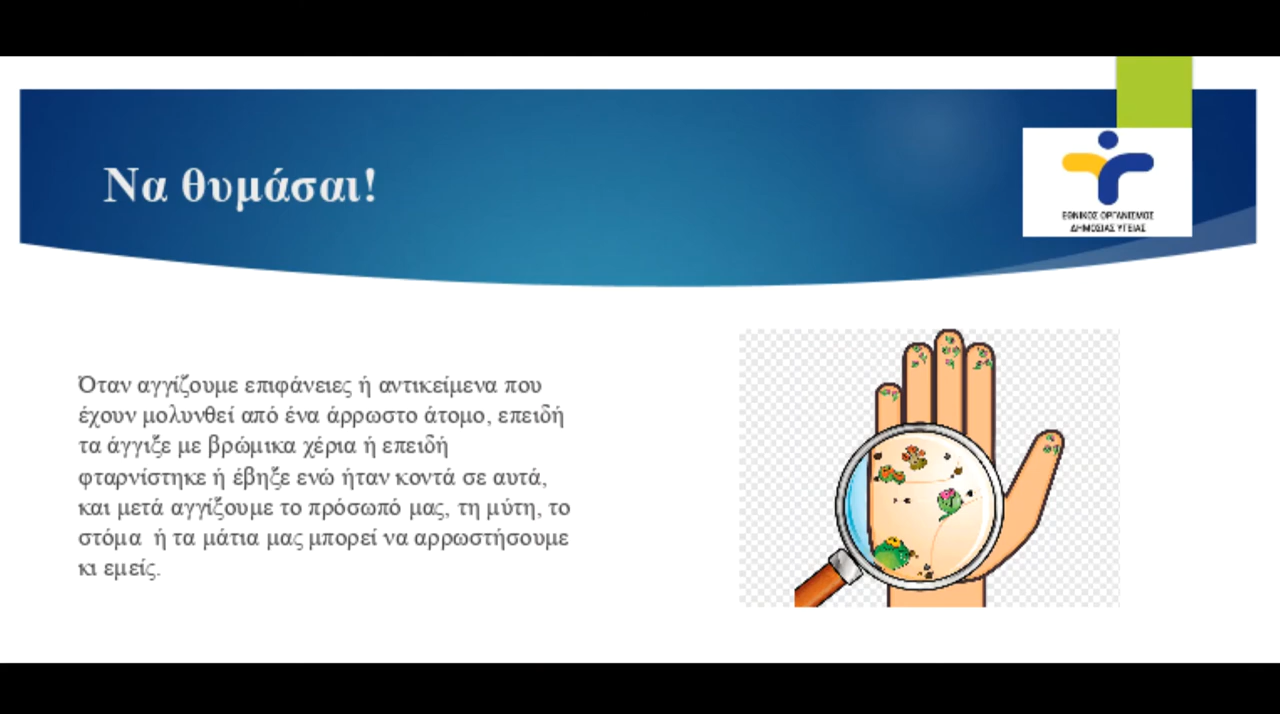 Να θυμάσαι!
ΕΘΝΙΚΟΣ ΟΡΓΑΝΙΣΜΟΣ
ΔΗΜΟΣΙΑΣ ΥΓΕΙΑΣ
Όταν αγγίζουμε επιφάνειες ή αντικείμενα που
έχουν μολυνθεί από ένα άρρωστο άτομο, επειδή
τα άγγιξε με βρώμικα χέρια ή επειδή
φταρνίστηκε ή έβηξε ενώ ήταν κοντά σε αυτά,
και μετά αγγίξουμε το πρόσωπό μας, τη μύτη, το
στόμα  ή τα μάτια μας μπορεί να αρρωστήσουμε
κι εμείς.